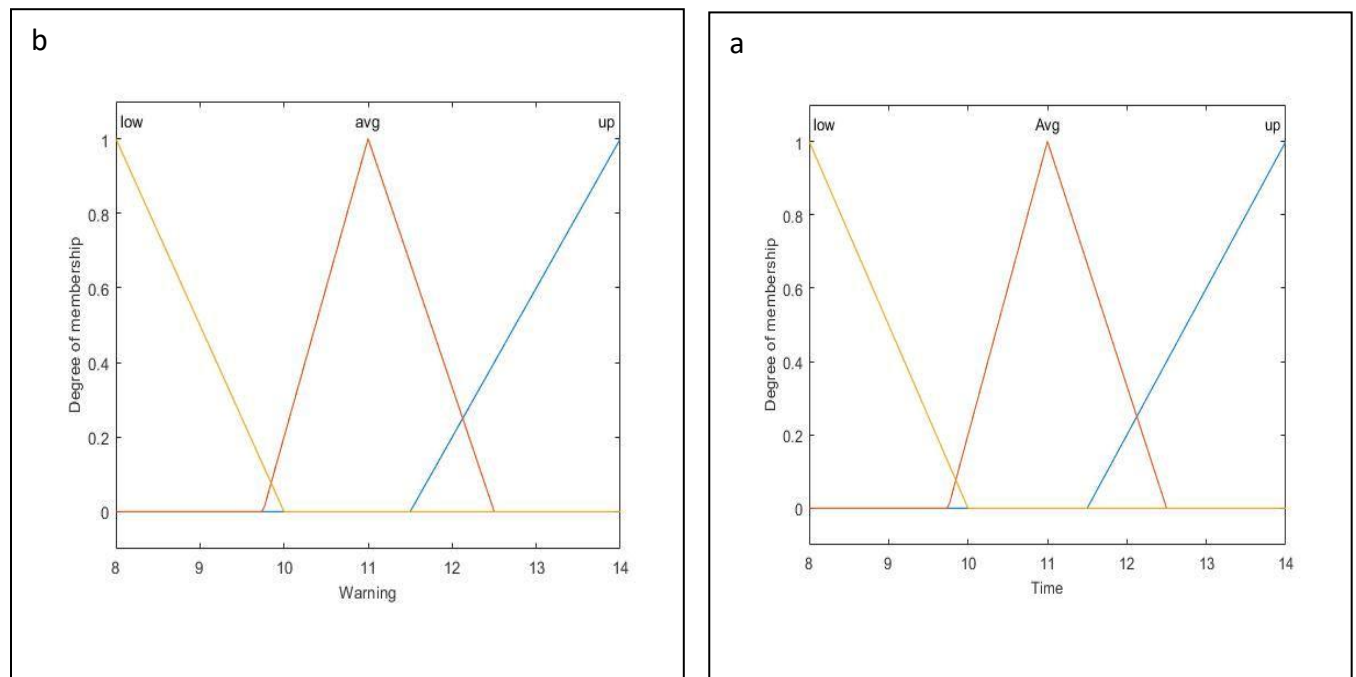 b
low avg up
1
0.8
0.6
0.4
0.2
0
Degree of membership
8 9 10 11 12 13 14
Warning
a
low Avg up
1
0.8
0.6
0.4
0.2
0
Degree of membership
8 9 10 11 12 13 14
Time